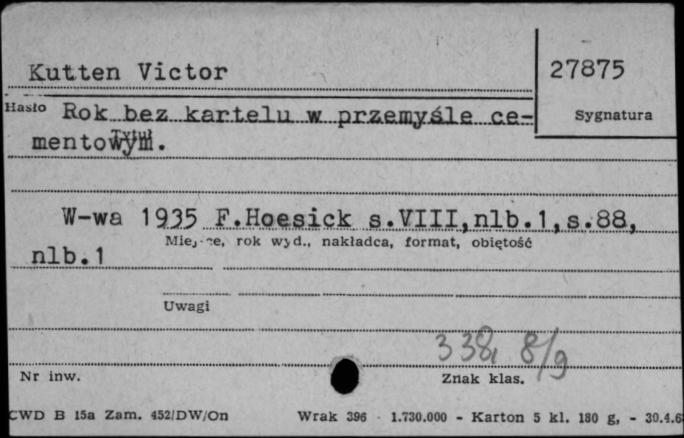 Kutten Victor
27875
Hasło
Rok bez kartelu w przemyśle ce-
Sygnatura
Tytuł
mentowym.
W-wa 1935 F.Hoesick s.VIII,nlb.1,s.88,
Miejsce, rok wyd., nakładca, format, objętość
nlb.1
Uwagi
338, 8/9
Nr inw.
Znak klas.
CWD B 15a Zam. 452/DW/On Wrak 396 1.730.000 - Karton 5 kl. 180 g, - 30.4.6